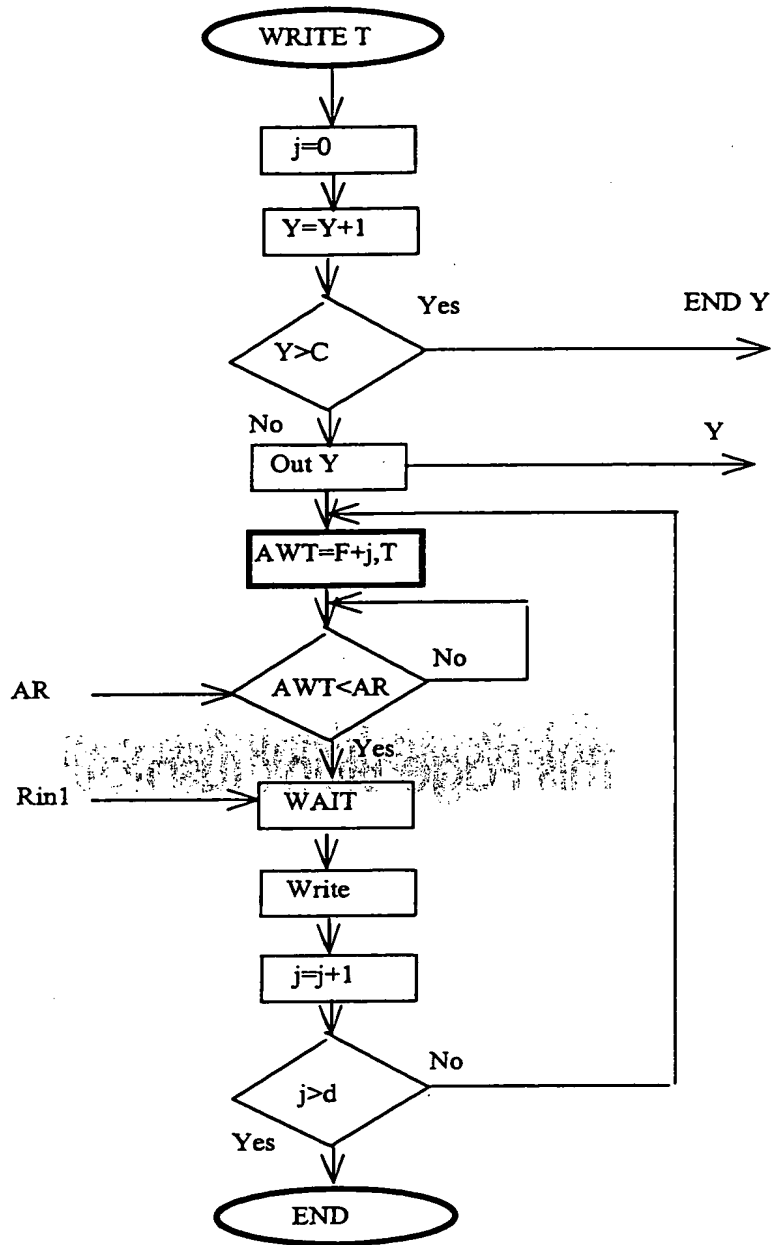 WRITE T
j=0
Y=Y+1
Yes
END Y
Y>C
No
Y
Out Y
AWT=F+j,T
No
AR
AWT<AR
Yes
Rin1
WAIT
Write
j=j+1
No
j>d
Yes
END